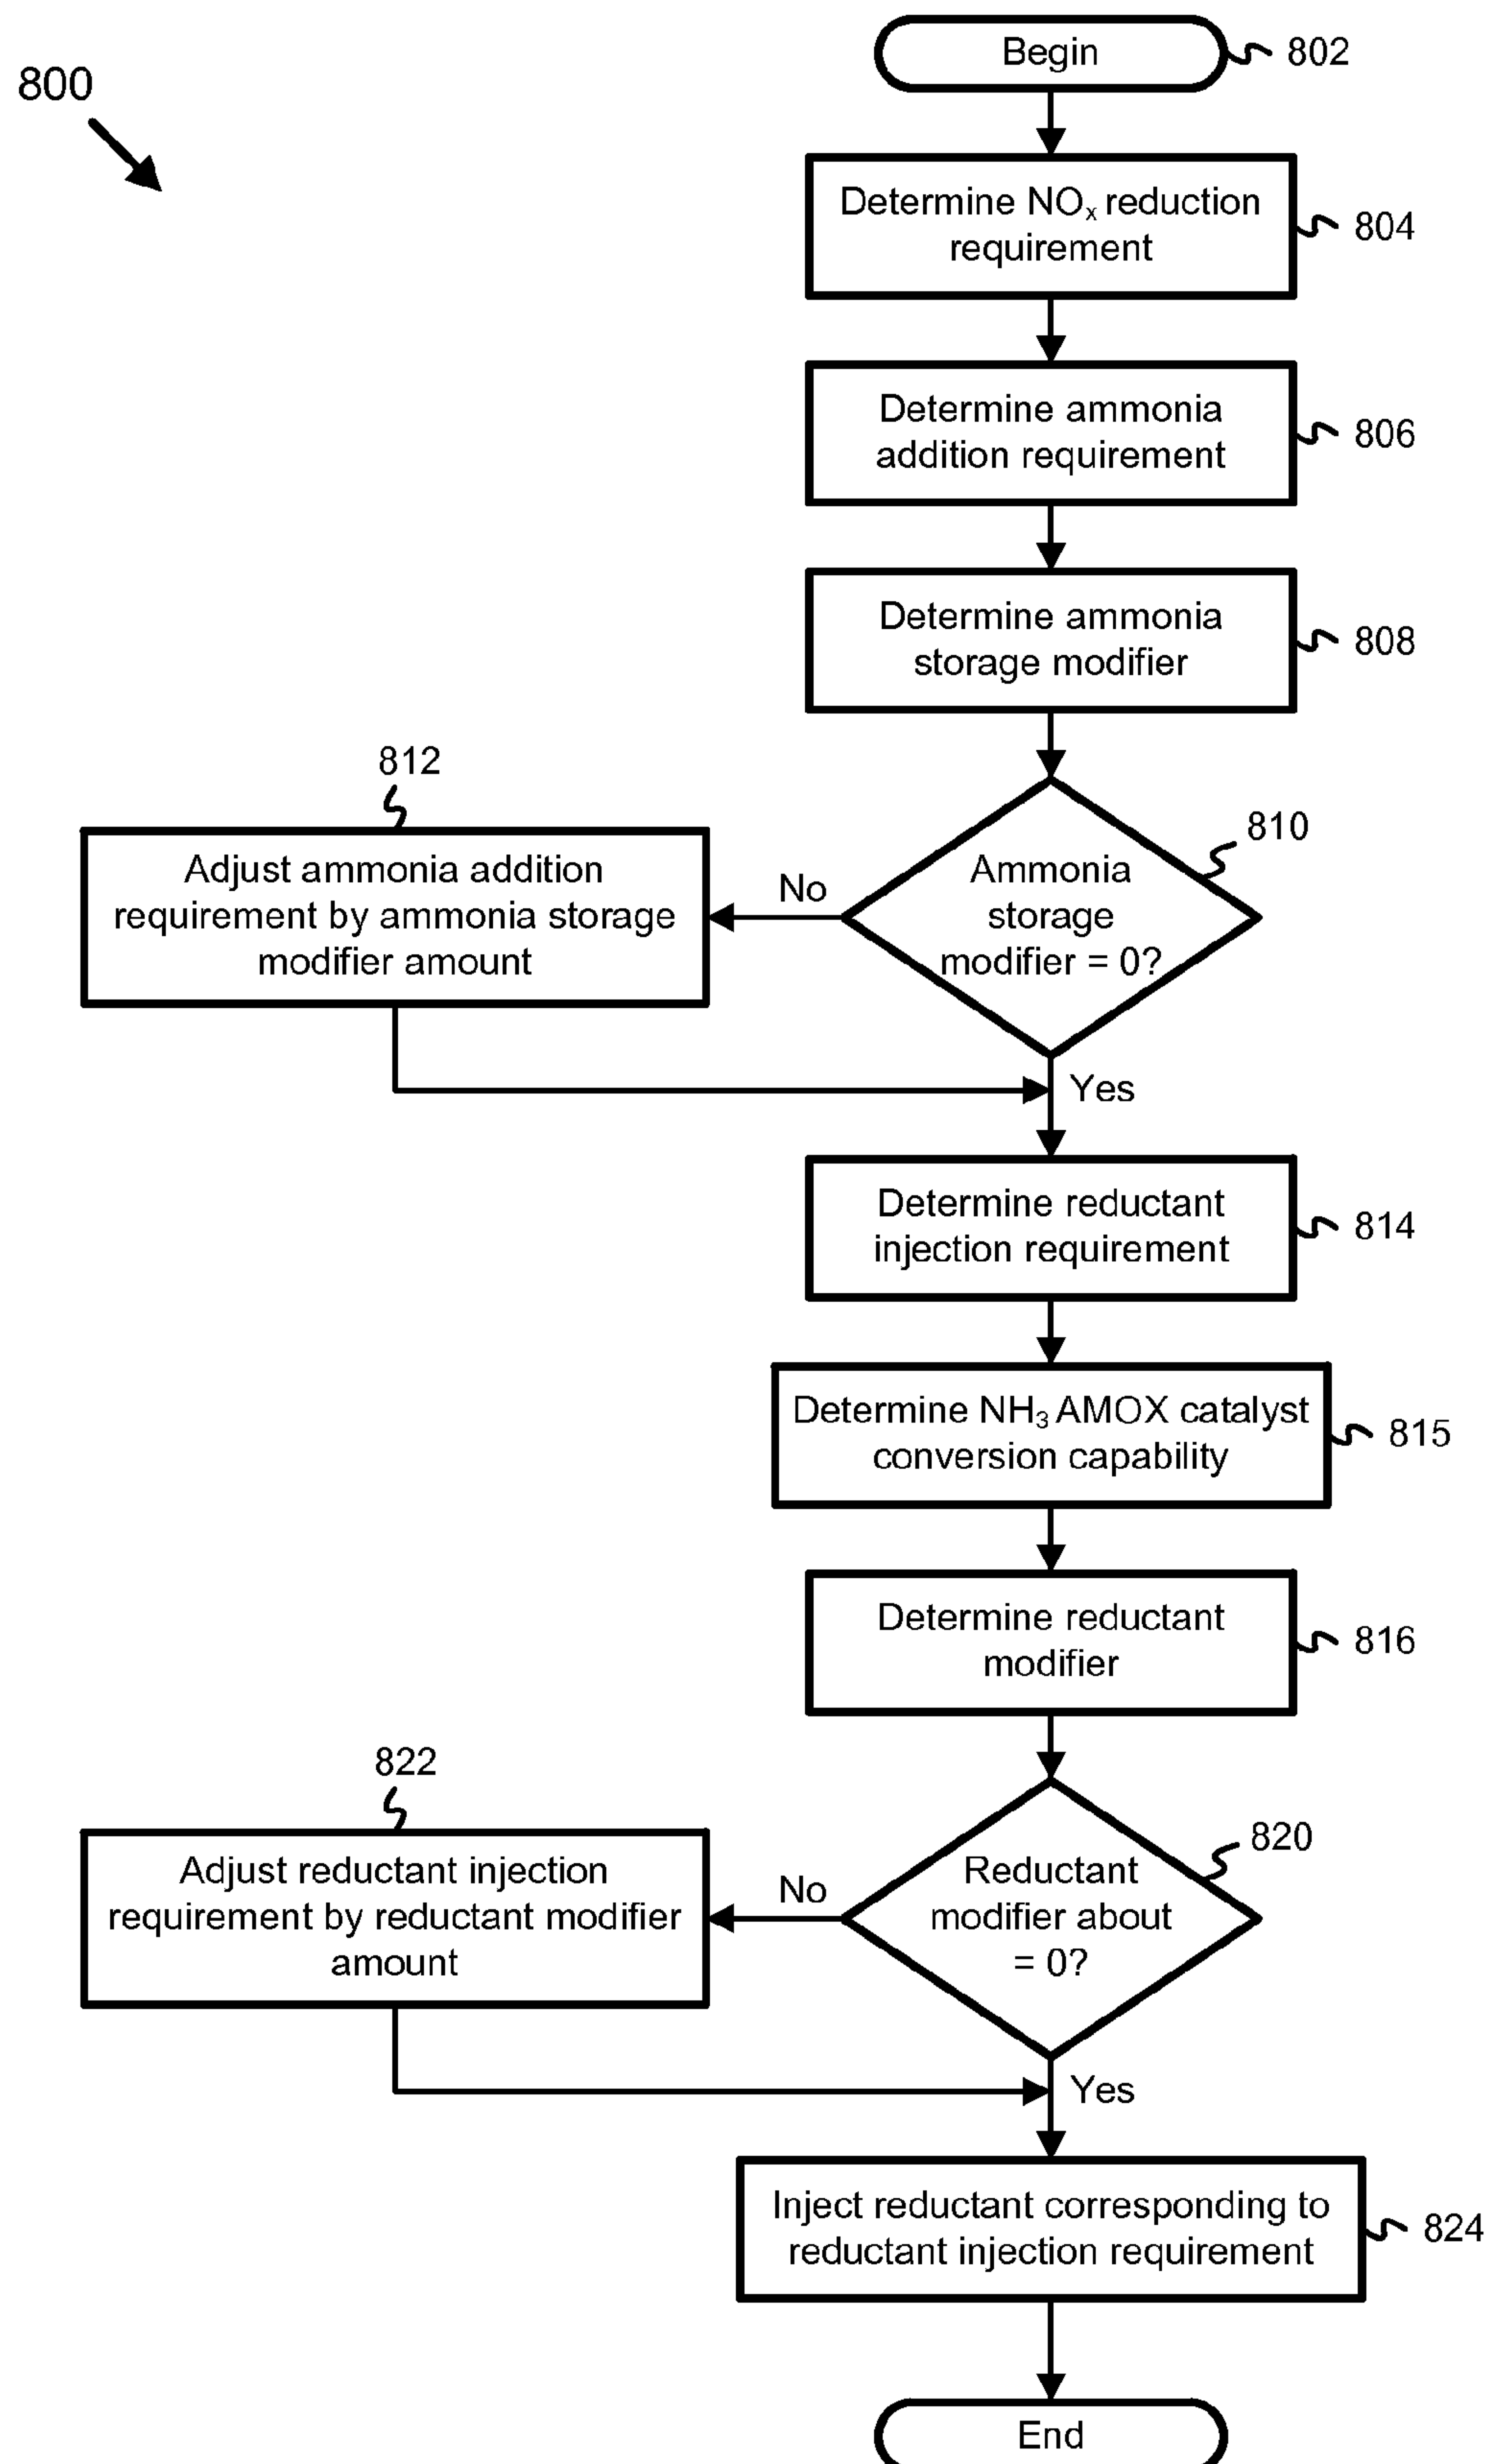 800
Begin
802
Determine NOₓ reduction
requirement
804
Determine ammonia
addition requirement
806
Determine ammonia
storage modifier
808
812
Adjust ammonia addition
requirement by ammonia storage
modifier amount
No
810
Ammonia
storage
modifier = 0?
Yes
Determine reductant
injection requirement
814
Determine NH₃ AMOX catalyst
conversion capability
815
Determine reductant
modifier
816
822
Adjust reductant injection
requirement by reductant modifier
amount
No
820
Reductant
modifier about
= 0?
Yes
Inject reductant corresponding to
reductant injection requirement
824
End